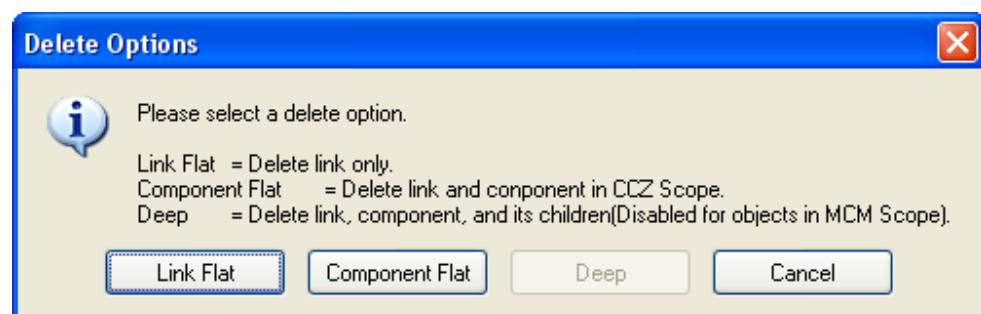 Delete Options
Please select a delete option.
Link Flat = Delete link only.
Component Flat = Delete link and conponent in CCZ Scope.
Deep = Delete link, component, and its children(Disabled for objects in MCM Scope).
Link Flat Component Flat Deep Cancel